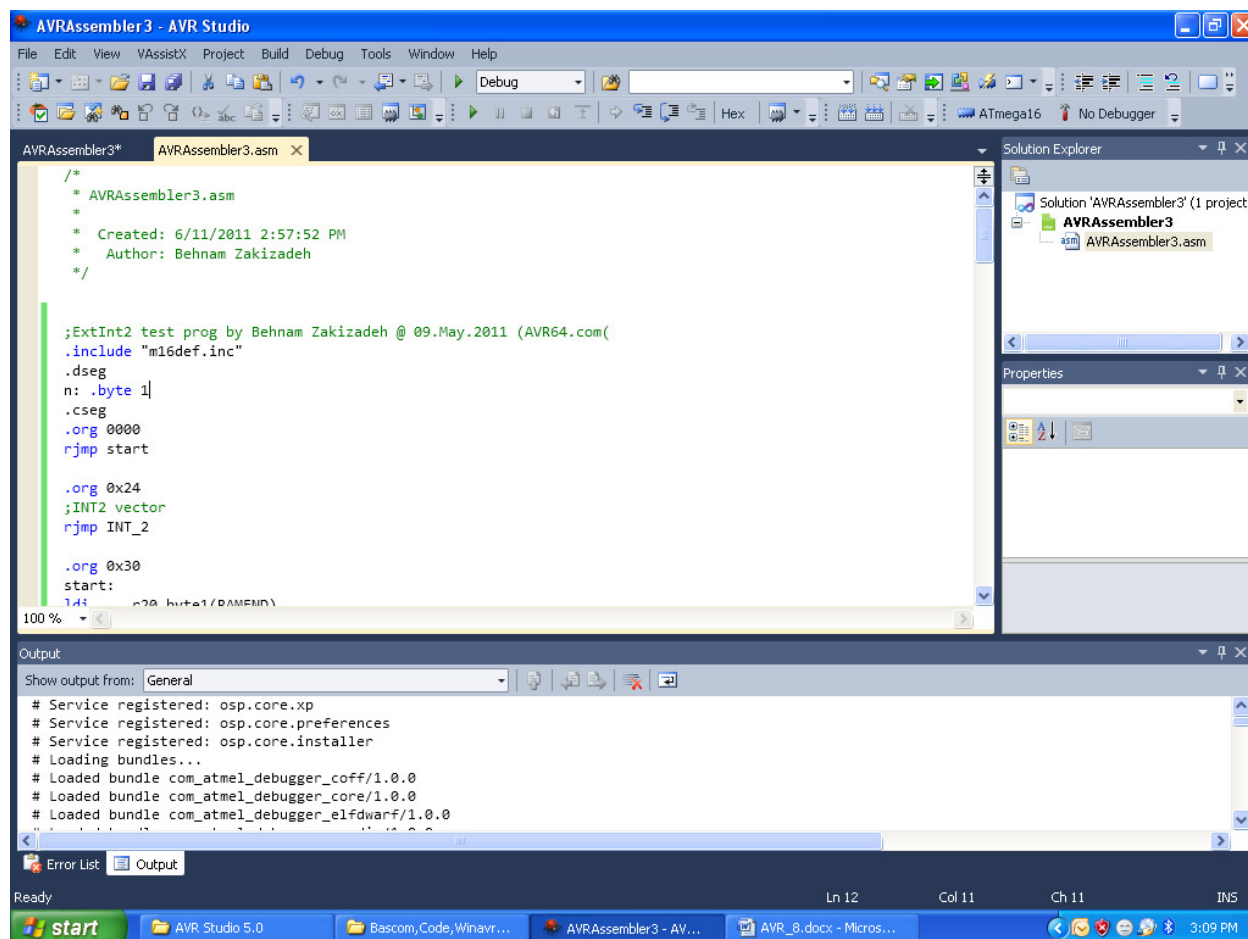 AVRAssembler3 - AVR Studio
File Edit View VAssistX Project Build Debug Tools Window Help
Debug
Hex ATmega16 No Debugger
AVRAssembler3* AVRAssembler3.asm
/*
* AVRAssembler3.asm
*
* Created: 6/11/2011 2:57:52 PM
* Author: Behnam Zakizadeh
*/
;ExtInt2 test prog by Behnam Zakizadeh @ 09.May.2011 (AVR64.com(
.include "m16def.inc"
.dseg
n: .byte 1
.cseg
.org 0000
rjmp start
.org 0x24
;INT2 vector
rjmp INT_2
.org 0x30
start:
ldi r20,byte1(RAMEND)
100 %
Solution Explorer
Solution 'AVRAssembler3' (1 project
AVRAssembler3
AVRAssembler3.asm
Properties
Output
Show output from: General
# Service registered: osp.core.xp
# Service registered: osp.core.preferences
# Service registered: osp.core.installer
# Loading bundles...
# Loaded bundle com_atmel_debugger_coff/1.0.0
# Loaded bundle com_atmel_debugger_core/1.0.0
# Loaded bundle com_atmel_debugger_elfdwarf/1.0.0
Error List Output
Ready Ln 12 Col 11 Ch 11 INS
start AVR Studio 5.0 Bascom,Code,Winavr... AVRAssembler3 - AV... AVR_8.docx - Micros... 3:09 PM